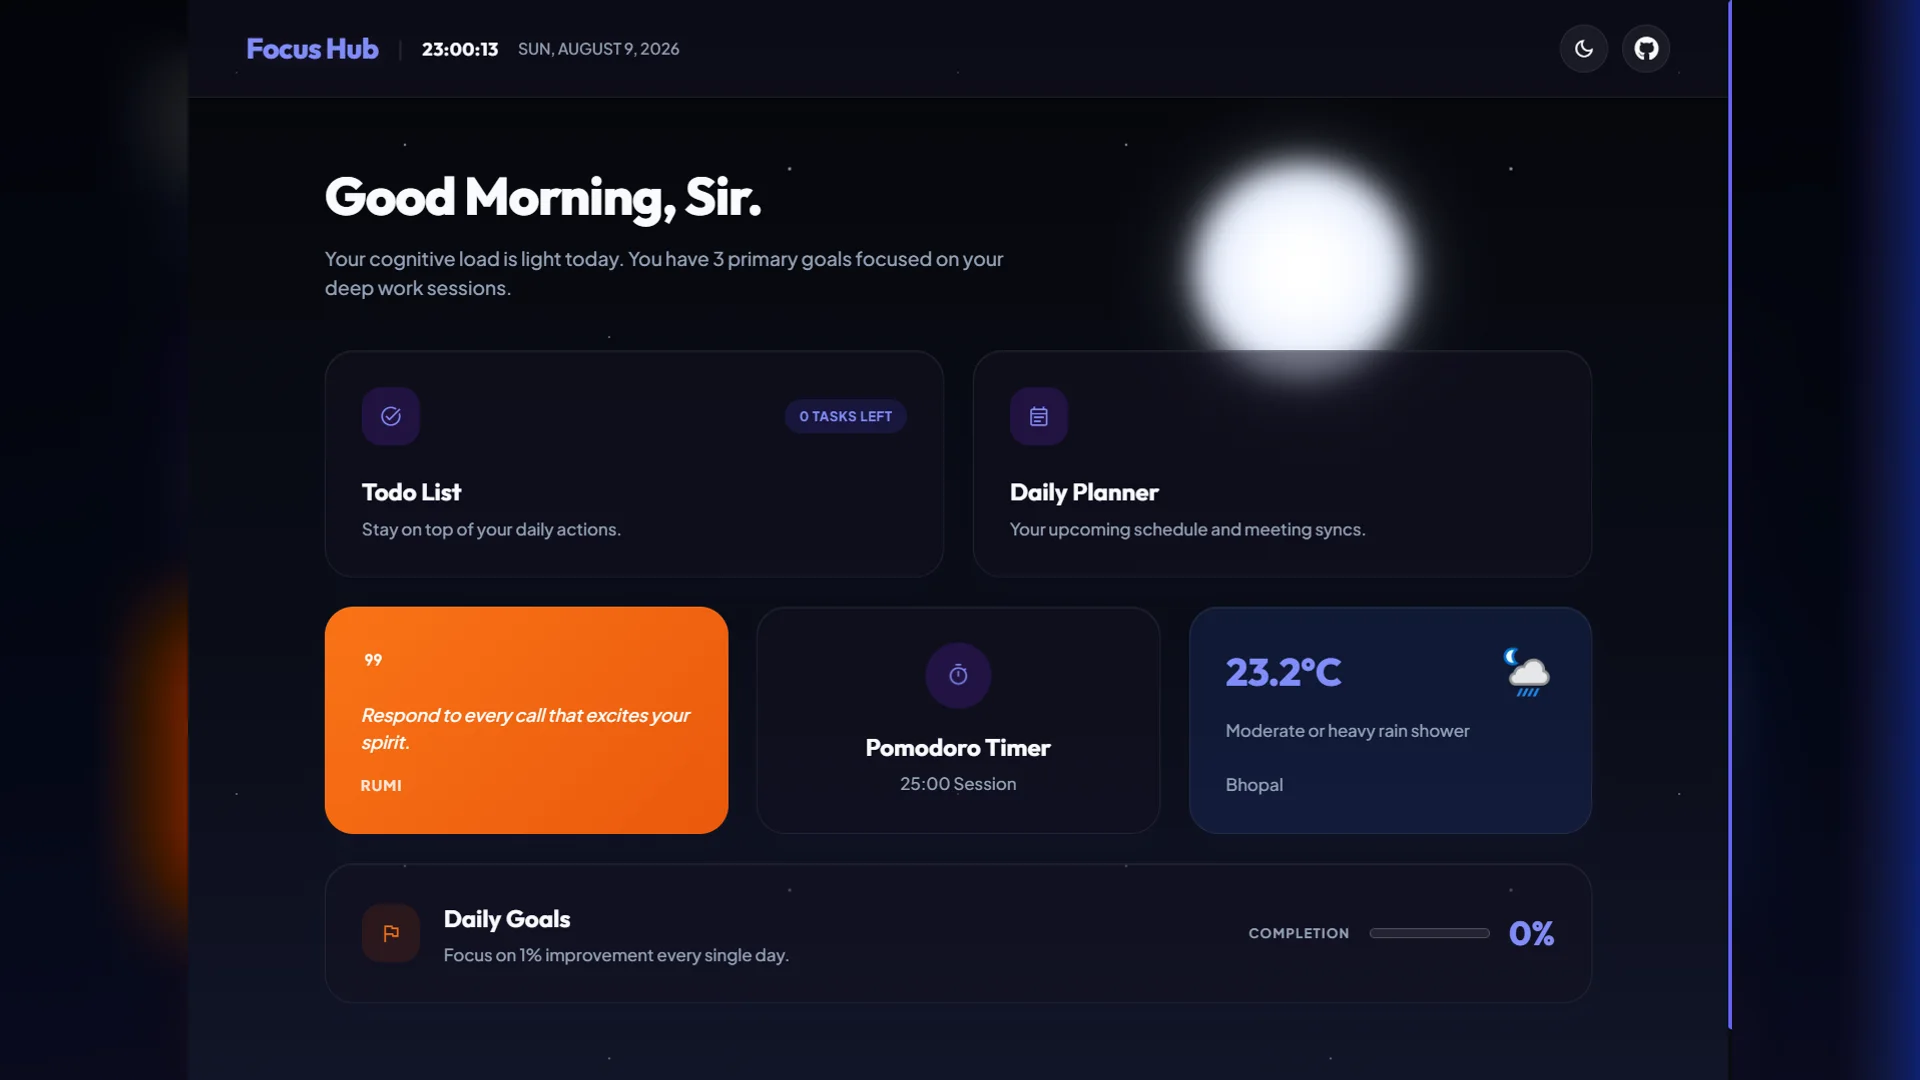 Focus Hub
23:00:13
SUN, AUGUST 9, 2026
Good Morning, Sir.
Your cognitive load is light today. You have 3 primary goals focused on your
deep work sessions.
0 TASKS LEFT
Todo List
Stay on top of your daily actions.
Daily Planner
Your upcoming schedule and meeting syncs.
Respond to every call that excites your
spirit.
RUMI
Pomodoro Timer
25:00 Session
23.2°C
Moderate or heavy rain shower
Bhopal
Daily Goals
Focus on 1% improvement every single day.
COMPLETION
0%